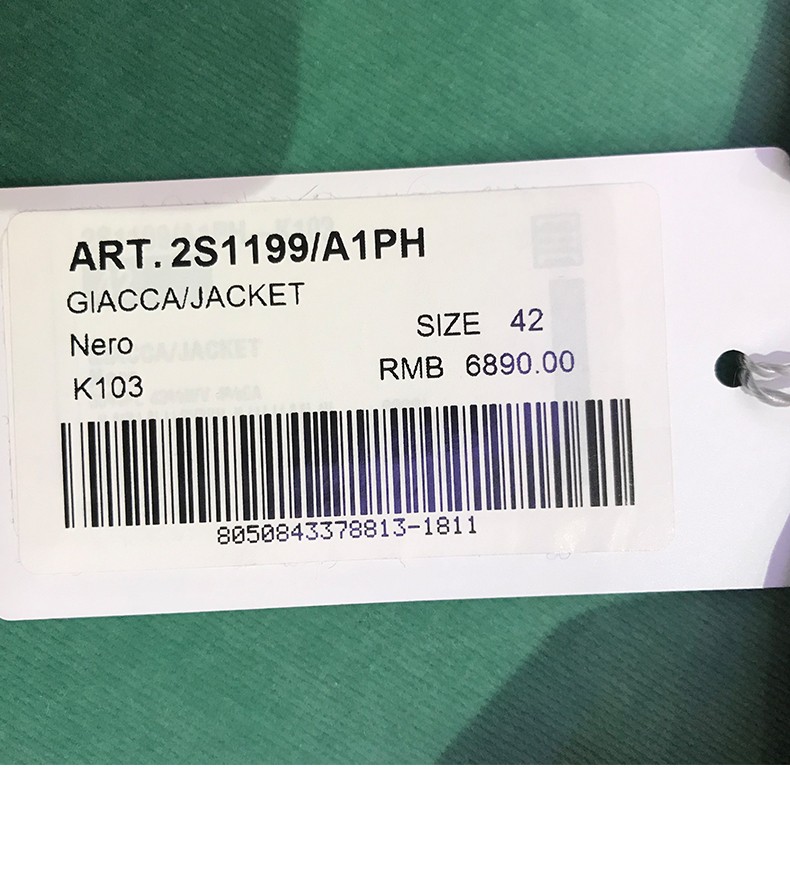 ART. 2S1199/A1PH
GIACCA/JACKET
Nero
SIZE 42
K103
RMB 6890.00
8050843378813-1811